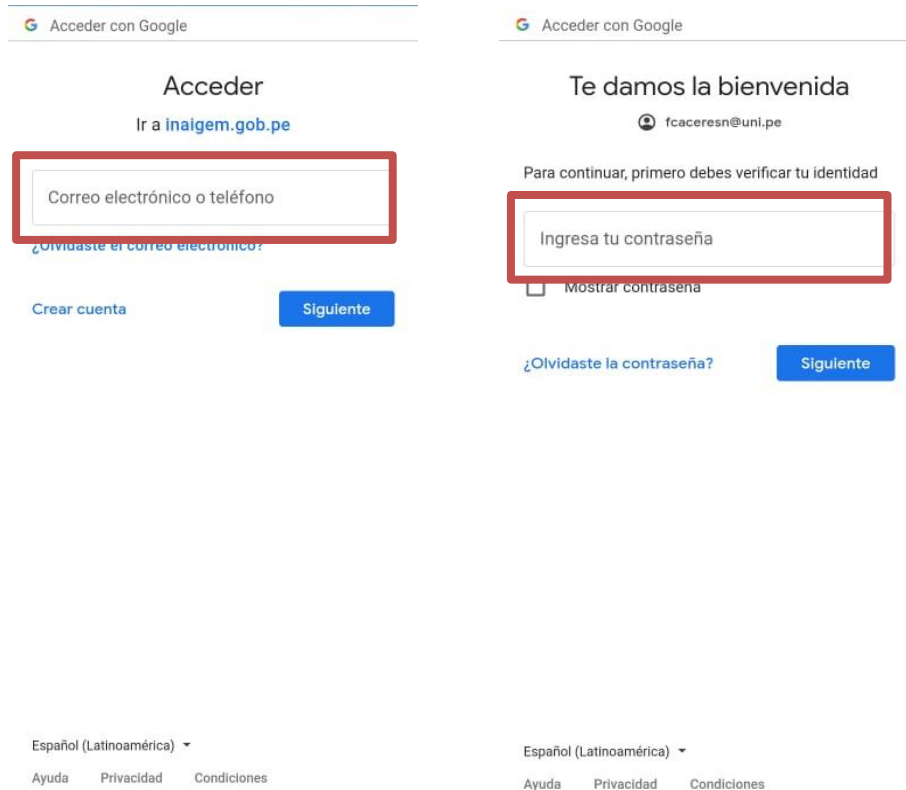 Acceder con Google
Acceder
Ir a inaigem.gob.pe
Correo electrónico o teléfono
¿Olvidaste el correo electrónico?
Crear cuenta
Siguiente
Español (Latinoamérica)
Ayuda Privacidad Condiciones
Acceder con Google
Te damos la bienvenida
fcaceresn@uni.pe
Para continuar, primero debes verificar tu identidad
Ingresa tu contraseña
Mostrar contraseña
¿Olvidaste la contraseña?
Siguiente
Español (Latinoamérica)
Ayuda Privacidad Condiciones